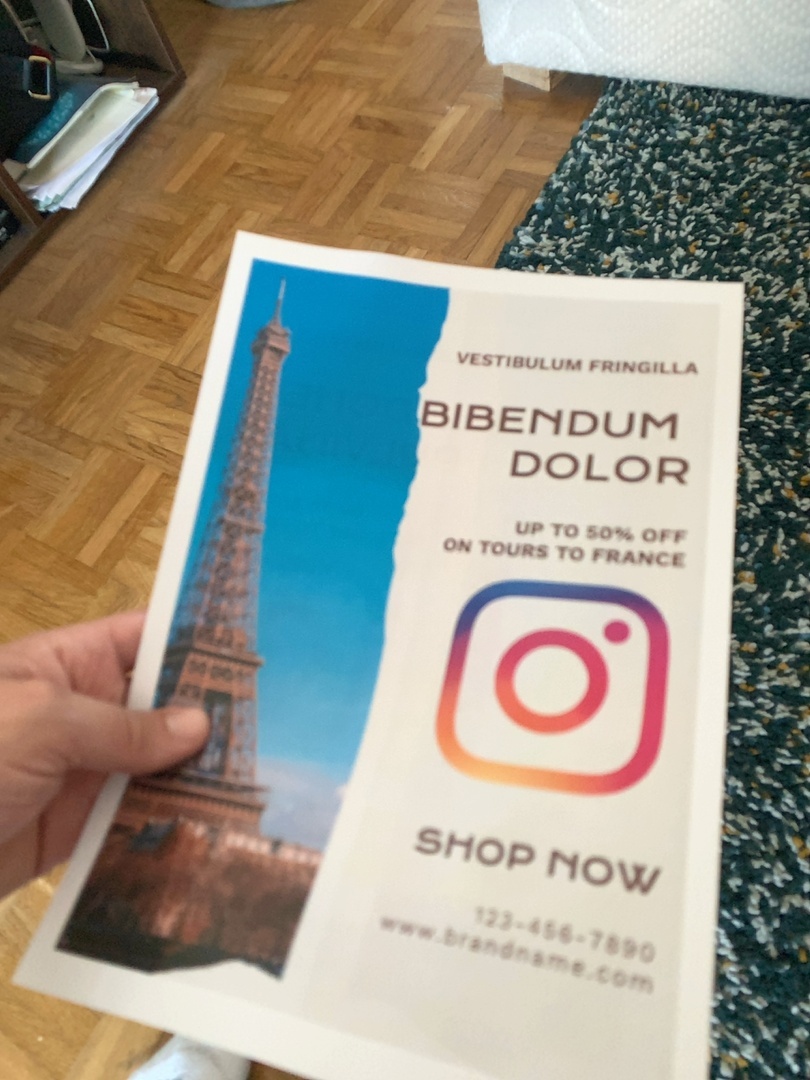 VESTIBULUM FRINGILLA
BIBENDUM
DOLOR
UP TO 50% OFF
ON TOURS TO FRANCE
SHOP NOW
123-456-7890
www.brandname.com